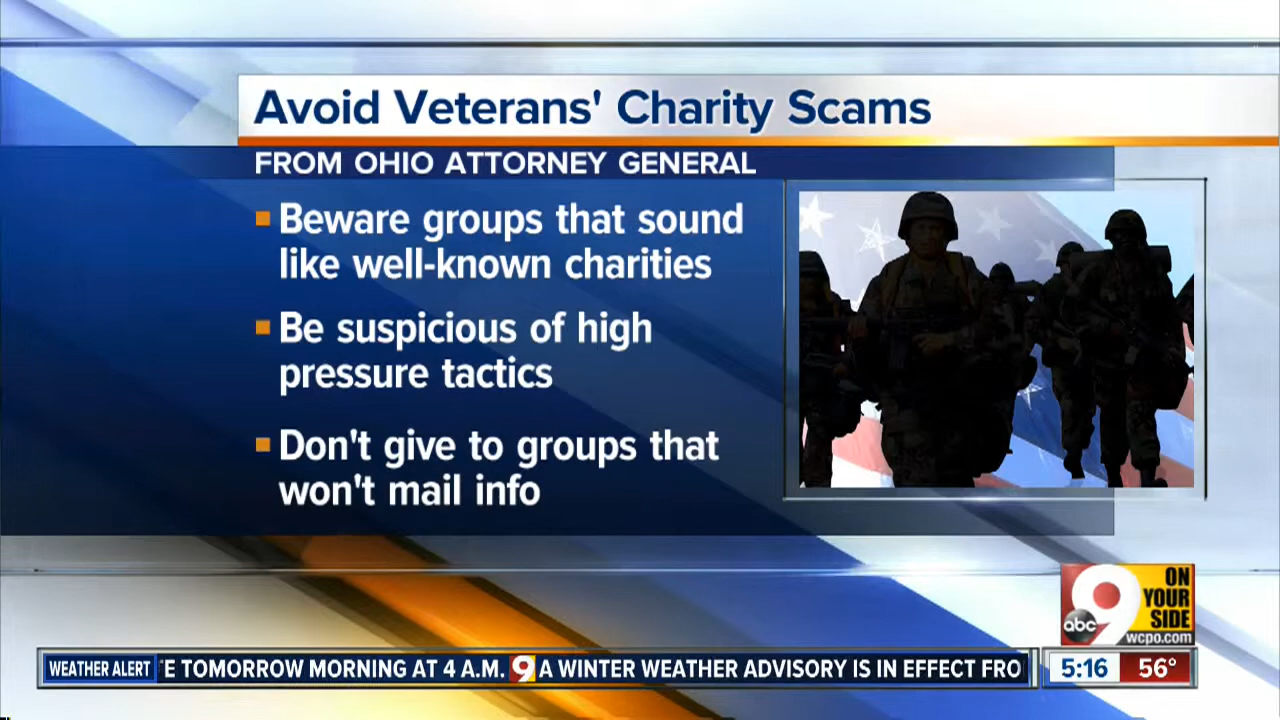 Avoid Veterans' Charity Scams
FROM OHIO ATTORNEY GENERAL
Beware groups that sound
like well-known charities
Be suspicious of high
pressure tactics
Don't give to groups that
won't mail info
9
abc
ON
YOUR
SIDE
wcpo.com
WEATHER ALERT
E TOMORROW MORNING AT 4 A.M. 9 A WINTER WEATHER ADVISORY IS IN EFFECT FRO
5:16 56°